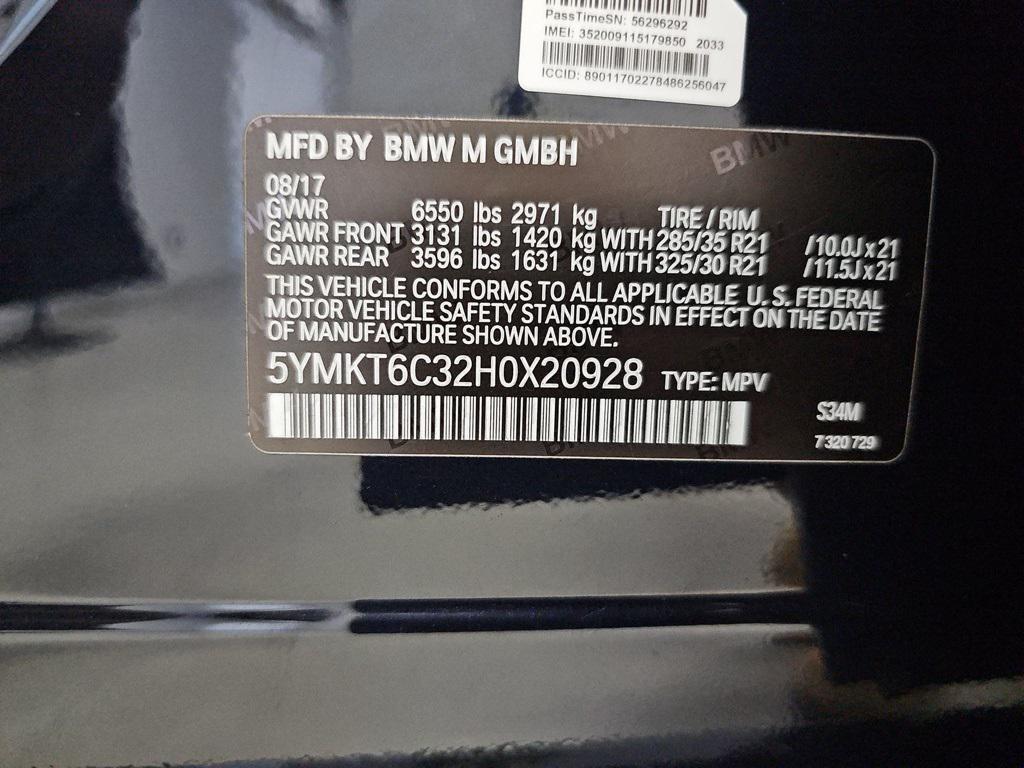 PassTimeSN: 56296292
IMEI: 352009115179850 2033
ICCID: 89011702278486256047
MFD BY BMW M GMBH
08/17
GVWR 6550 lbs 2971 kg TIRE / RIM
GAWR FRONT 3131 lbs 1420 kg WITH 285/35 R21 /10.0J x 21
GAWR REAR 3596 lbs 1631 kg WITH 325/30 R21 /11.5J x 21
THIS VEHICLE CONFORMS TO ALL APPLICABLE U. S. FEDERAL
MOTOR VEHICLE SAFETY STANDARDS IN EFFECT ON THE DATE
OF MANUFACTURE SHOWN ABOVE.
5YMKT6C32H0X20928 TYPE: MPV
S34M
7 320 729